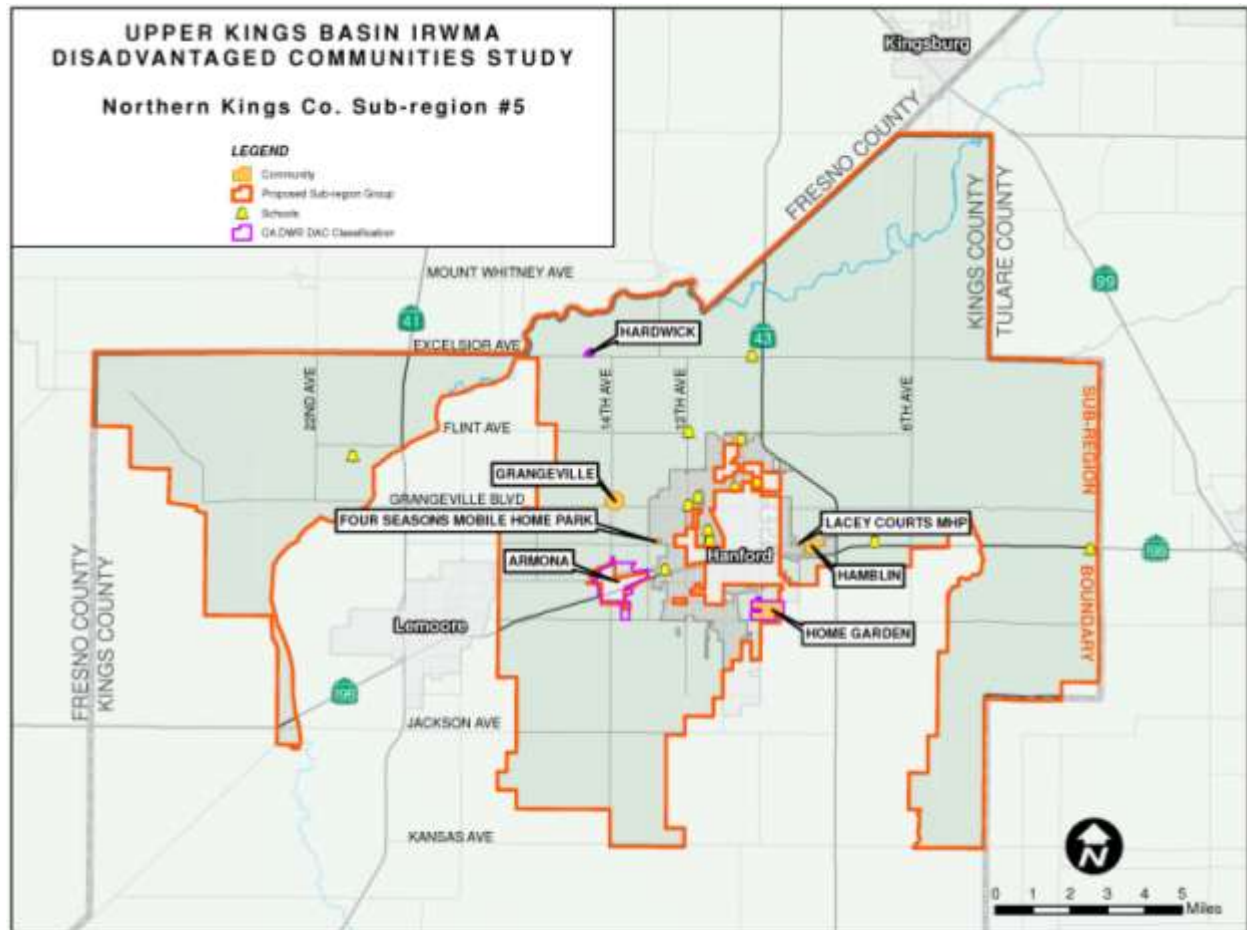 UPPER KINGS BASIN IRWMA
DISADVANTAGED COMMUNITIES STUDY
Northern Kings Co. Sub-region #5
LEGEND
Community
Proposed Sub-region Group
Schools
CA DWR DAC Classification
Kingsburg
FRESNO COUNTY
KINGS COUNTY
TULARE COUNTY
99
MOUNT WHITNEY AVE
41
43
HARDWICK
EXCELSIOR AVE
22ND AVE
14TH AVE
12TH AVE
6TH AVE
FLINT AVE
SUB-REGION
BOUNDARY
GRANGEVILLE
GRANGEVILLE BLVD
FOUR SEASONS MOBILE HOME PARK
LACEY COURTS MHP
198
Hanford
HAMBLIN
ARMONA
Lemoore
HOME GARDEN
FRESNO COUNTY
KINGS COUNTY
198
JACKSON AVE
KANSAS AVE
N
0 1 2 3 4 5
Miles